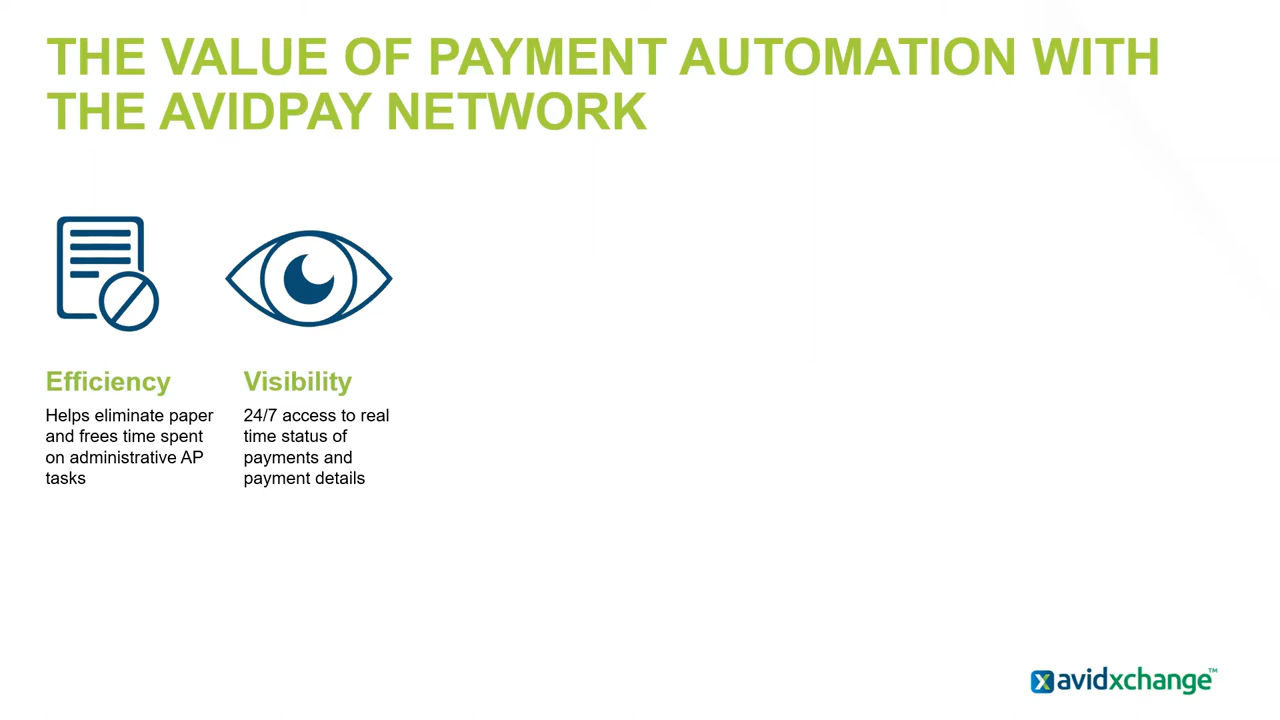 THE VALUE OF PAYMENT AUTOMATION WITH
THE AVIDPAY NETWORK
Efficiency
Helps eliminate paper
and frees time spent
on administrative AP
tasks
Visibility
24/7 access to real
time status of
payments and
payment details
avidxchange™